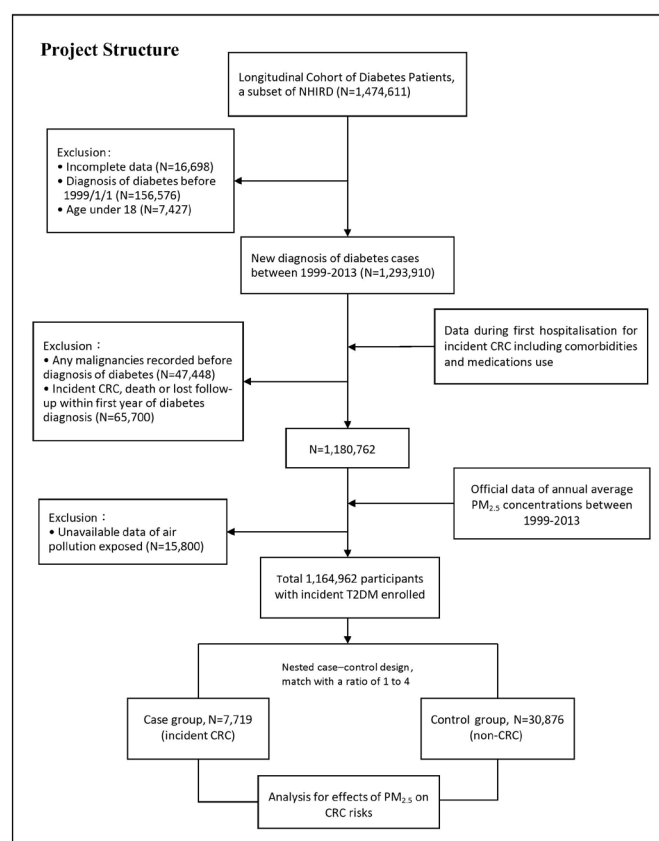 Project Structure
Longitudinal Cohort of Diabetes Patients,
a subset of NHIRD (N=1,474,611)
Exclusion:
• Incomplete data (N=16,698)
• Diagnosis of diabetes before
1999/1/1 (N=156,576)
• Age under 18 (N=7,427)
New diagnosis of diabetes cases
between 1999-2013 (N=1,293,910)
Data during first hospitalisation for
incident CRC including comorbidities
and medications use
Exclusion：
• Any malignancies recorded before
diagnosis of diabetes (N=47,448)
• Incident CRC, death or lost follow-
up within first year of diabetes
diagnosis (N=65,700)
N=1,180,762
Official data of annual average
PM₂.₅ concentrations between
1999-2013
Exclusion：
• Unavailable data of air
pollution exposed (N=15,800)
Total 1,164,962 participants
with incident T2DM enrolled
Nested case–control design,
match with a ratio of 1 to 4
Case group, N=7,719
(incident CRC)
Control group, N=30,876
(non-CRC)
Analysis for effects of PM₂.₅ on
CRC risks